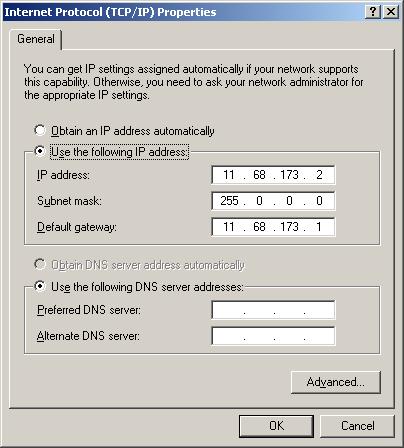 Internet Protocol (TCP/IP) Properties
General
You can get IP settings assigned automatically if your network supports
this capability. Otherwise, you need to ask your network administrator for
the appropriate IP settings.
Obtain an IP address automatically
Use the following IP address:
IP address: 11 . 68 . 173 . 2
Subnet mask: 255 . 0 . 0 . 0
Default gateway: 11 . 68 . 173 . 1
Obtain DNS server address automatically
Use the following DNS server addresses:
Preferred DNS server: . . .
Alternate DNS server: . . .
Advanced...
OK Cancel